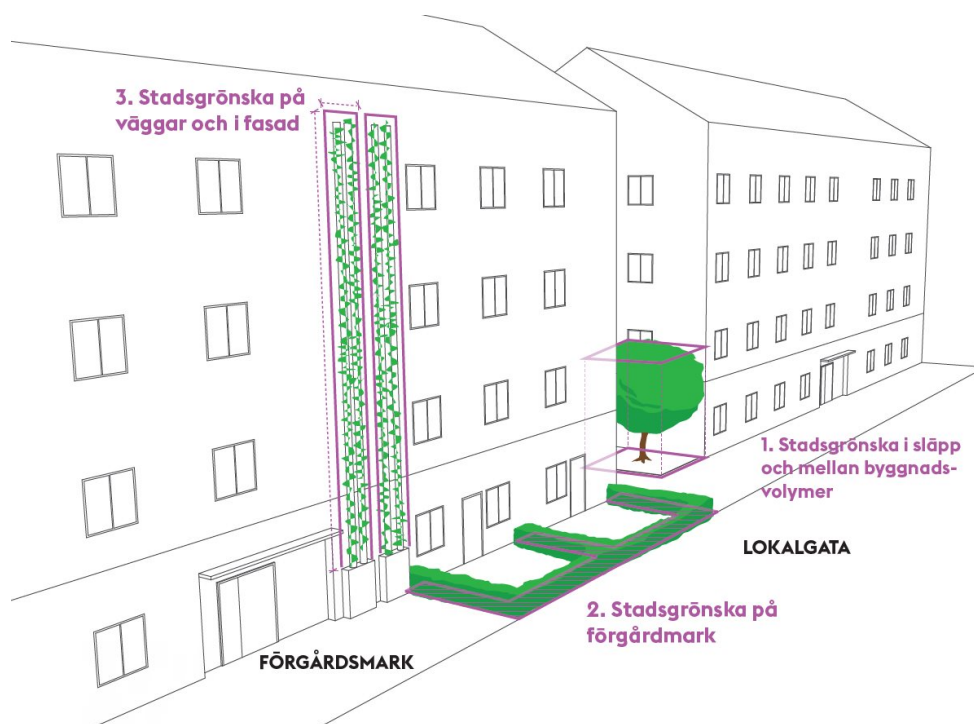 3. Stadsgrönska på
väggar och i fasad
1. Stadsgrönska i släpp
och mellan byggnads-
volymer
LOKALGATA
2. Stadsgrönska på
förgårdmark
FÖRGÅRDSMARK